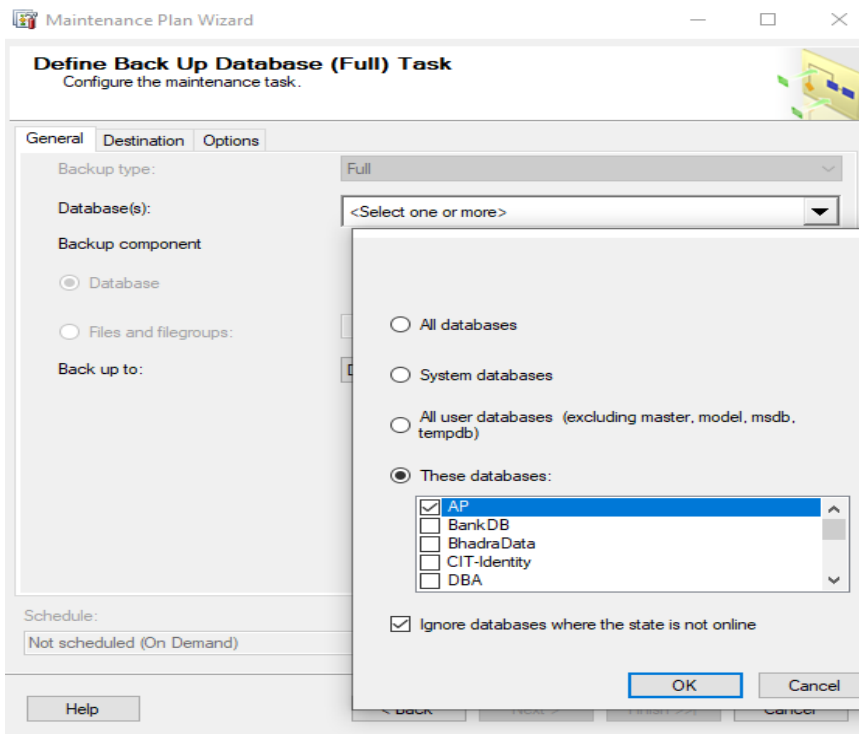 Maintenance Plan Wizard
Define Back Up Database (Full) Task
Configure the maintenance task.
General Destination Options
Backup type: Full
Database(s): <Select one or more>
Backup component
Database
All databases
Files and filegroups:
Back up to:
System databases
All user databases (excluding master, model, msdb,
tempdb)
These databases:
AP
BankDB
BhadraData
CIT-Identity
DBA
Schedule:
Ignore databases where the state is not online
Not scheduled (On Demand)
OK Cancel
Help < Back Next > Finish >>| Cancel